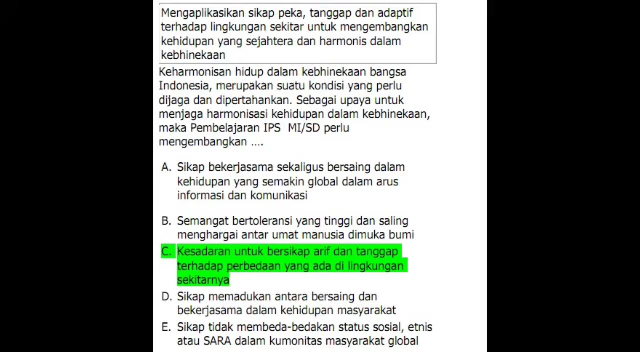 Mengaplikasikan sikap peka, tanggap dan adaptif
terhadap lingkungan sekitar untuk mengembangkan
kehidupan yang sejahtera dan harmonis dalam
kebhinekaan
Keharmonisan hidup dalam kebhinekaan bangsa
Indonesia, merupakan suatu kondisi yang perlu
dijaga dan dipertahankan. Sebagai upaya untuk
menjaga harmonisasi kehidupan dalam kebhinekaan,
maka Pembelajaran IPS MI/SD perlu
mengembangkan ....
A. Sikap bekerjasama sekaligus bersaing dalam
kehidupan yang semakin global dalam arus
informasi dan komunikasi
B. Semangat bertoleransi yang tinggi dan saling
menghargai antar umat manusia dimuka bumi
C. Kesadaran untuk bersikap arif dan tanggap
terhadap perbedaan yang ada di lingkungan
sekitarnya
D. Sikap memadukan antara bersaing dan
bekerjasama dalam kehidupan masyarakat
E. Sikap tidak membeda-bedakan status sosial, etnis
atau SARA dalam kumonitas masyarakat global